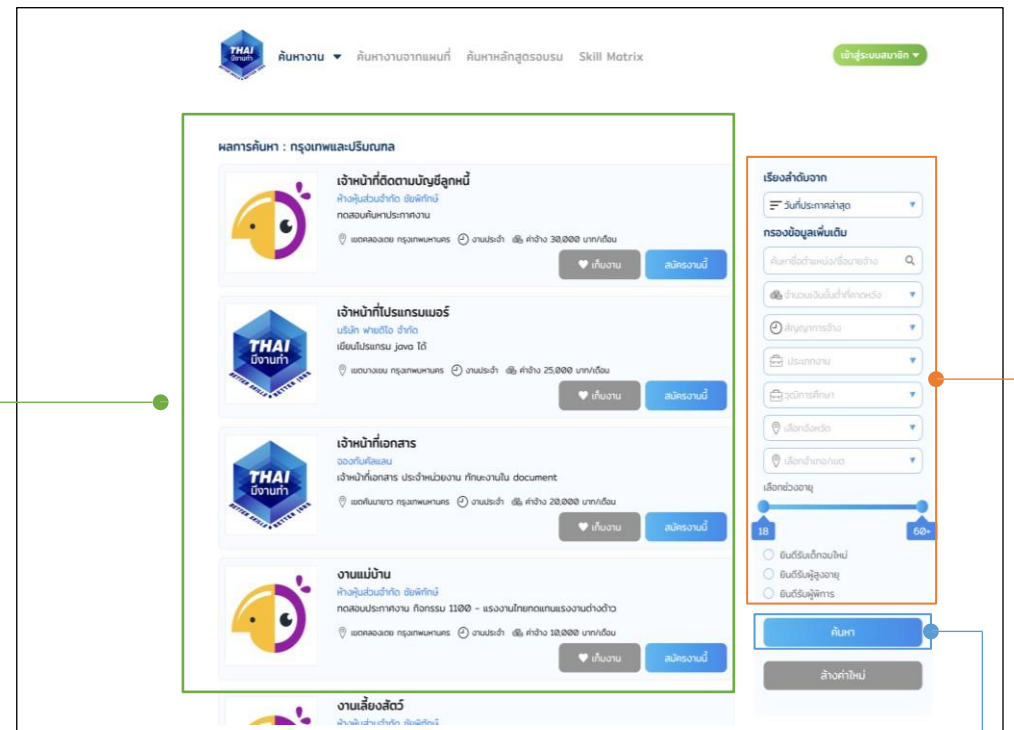 THAI
มีงานทำ
BETTER SKILLS BETTER JOBS
ค้นหางาน ค้นหางานจากแผนที่ ค้นหาหลักสูตรอบรม Skill Matrix
เข้าสู่ระบบสมาชิก
ผลการค้นหา : กรุงเทพและปริมณฑล
เจ้าหน้าที่ติดตามบัญชีลูกหนี้
ห้างหุ้นส่วนจำกัด ชัยพิทักษ์
ทดสอบค้นหาประกาศงาน
เขตคลองเตย กรุงเทพมหานคร งานประจำ ค่าจ้าง 30,000 บาท/เดือน
เก็บงาน สมัครงานนี้
THAI
มีงานทำ
BETTER SKILLS BETTER JOBS
เจ้าหน้าที่โปรแกรมเมอร์
บริษัท ฟายดีไอ จำกัด
เขียนโปรแกรม java ได้
เขตบางเขน กรุงเทพมหานคร งานประจำ ค่าจ้าง 25,000 บาท/เดือน
เก็บงาน สมัครงานนี้
THAI
มีงานทำ
BETTER SKILLS BETTER JOBS
เจ้าหน้าที่เอกสาร
จองกับคัลแลน
เจ้าหน้าที่เอกสาร ประจำหน่วยงาน ทักษะงานใน document
เขตคันนายาว กรุงเทพมหานคร งานประจำ ค่าจ้าง 20,000 บาท/เดือน
เก็บงาน สมัครงานนี้
งานแม่บ้าน
ห้างหุ้นส่วนจำกัด ชัยพิทักษ์
ทดสอบประกาศงาน กิจกรรม 1100 - แรงงานไทยทดแทนแรงงานต่างด้าว
เขตคลองเตย กรุงเทพมหานคร งานประจำ ค่าจ้าง 10,000 บาท/เดือน
เก็บงาน สมัครงานนี้
งานเลี้ยงสัตว์
ห้างหุ้นส่วนจำกัด ชัยพิทักษ์
เรียงลำดับจาก
วันที่ประกาศล่าสุด
กรองข้อมูลเพิ่มเติม
ค้นหาชื่อตำแหน่ง/ชื่อนายจ้าง
จำนวนเงินขั้นต่ำที่คาดหวัง
สัญญาการจ้าง
ประเภทงาน
วุฒิการศึกษา
เลือกจังหวัด
เลือกอำเภอ/เขต
เลือกช่วงอายุ
18 60+
ยินดีรับเด็กจบใหม่
ยินดีรับผู้สูงอายุ
ยินดีรับผู้พิการ
ค้นหา
ล้างค่าใหม่